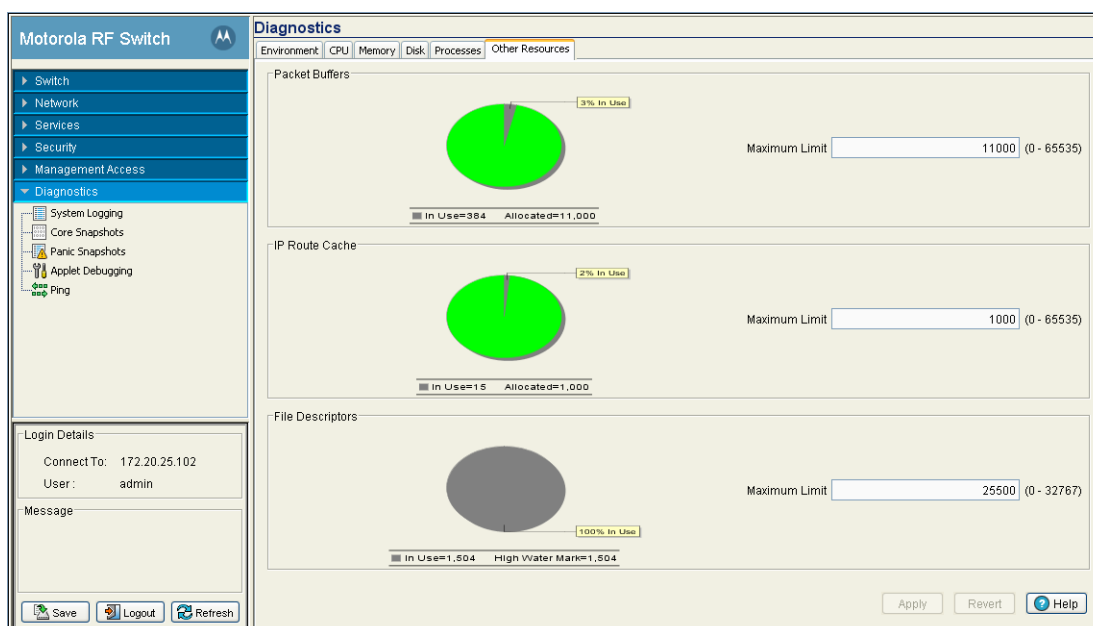 Motorola RF Switch
Switch
Network
Services
Security
Management Access
Diagnostics
System Logging
Core Snapshots
Panic Snapshots
Applet Debugging
Ping
Login Details
Connect To: 172.20.25.102
User : admin
Message
Save Logout Refresh
Diagnostics
Environment CPU Memory Disk Processes Other Resources
Packet Buffers
3% In Use
Maximum Limit 11000 (0 - 65535)
In Use=384 Allocated=11,000
IP Route Cache
2% In Use
Maximum Limit 1000 (0 - 65535)
In Use=15 Allocated=1,000
File Descriptors
Maximum Limit 25500 (0 - 32767)
100% In Use
In Use=1,504 High Water Mark=1,504
Apply Revert Help